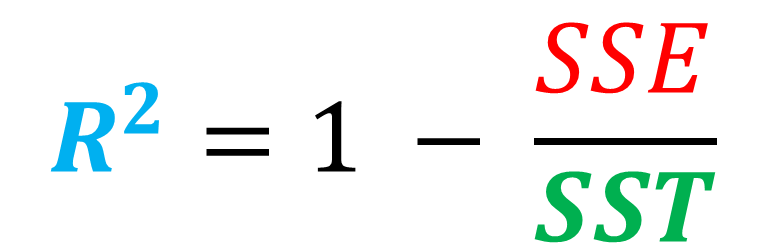 R² = 1 − SSE/SST